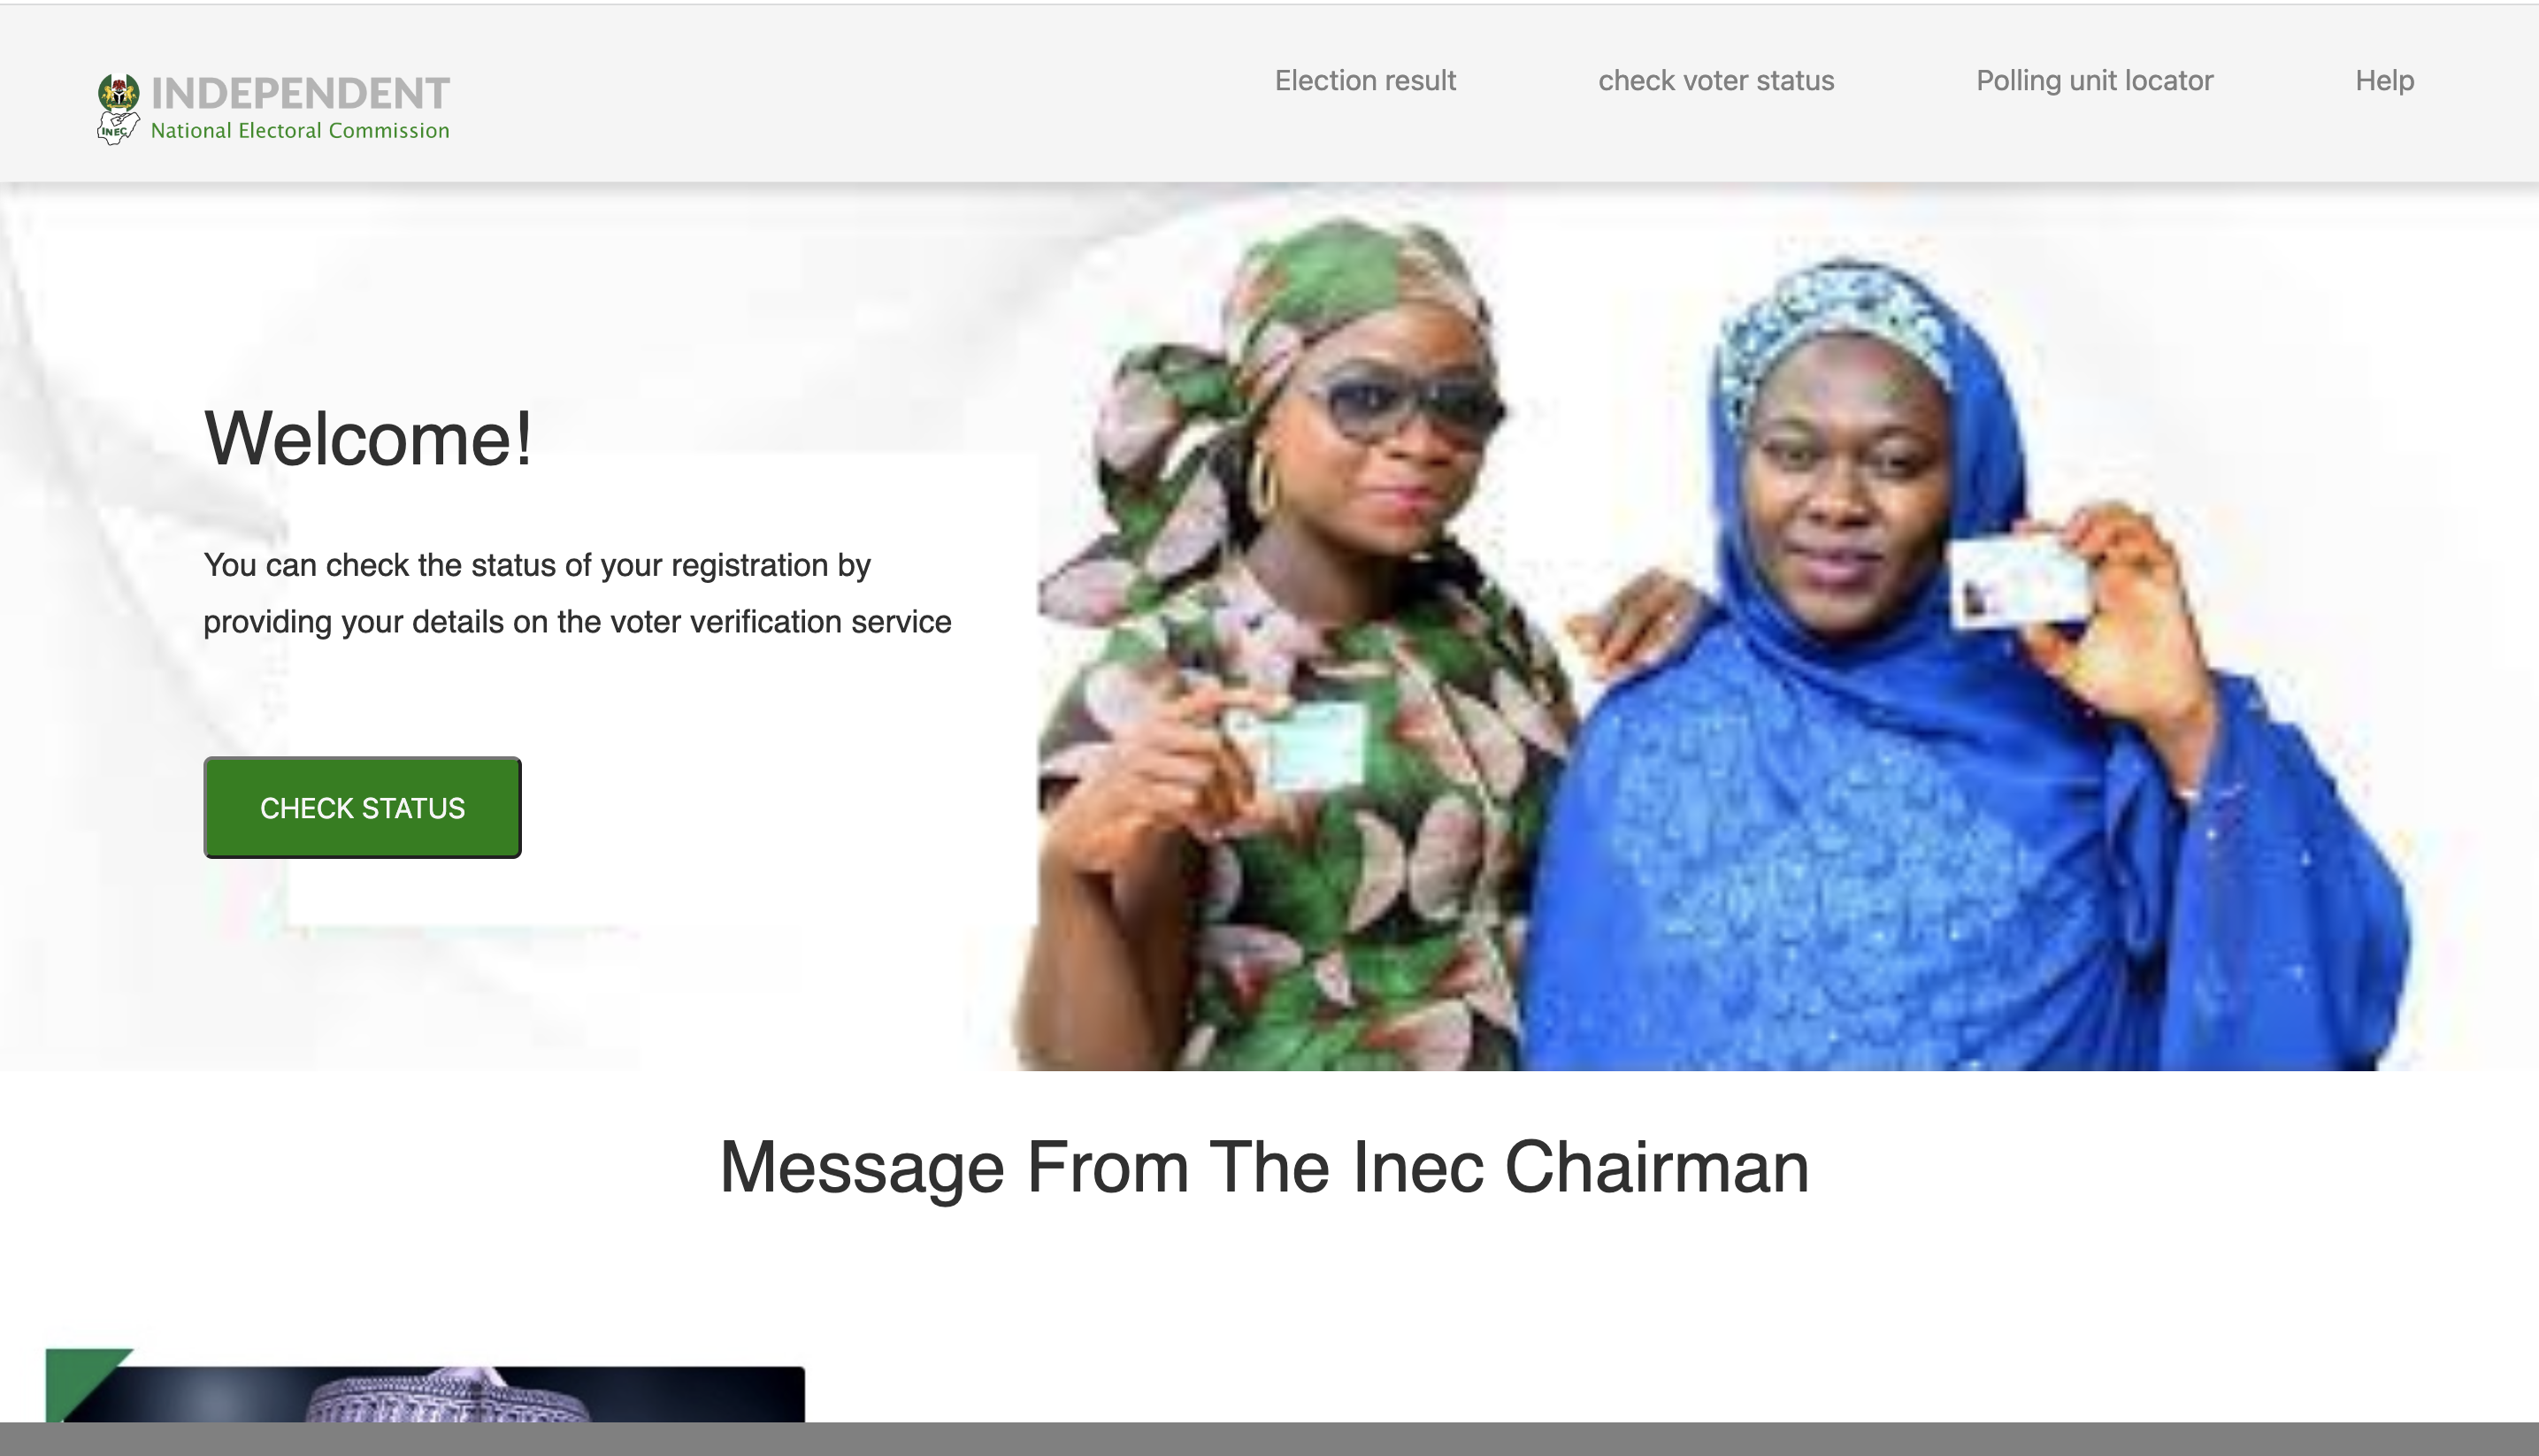 INDEPENDENT
National Electoral Commission
INEC
Election result
check voter status
Polling unit locator
Help
Welcome!
You can check the status of your registration by
providing your details on the voter verification service
CHECK STATUS
Message From The Inec Chairman